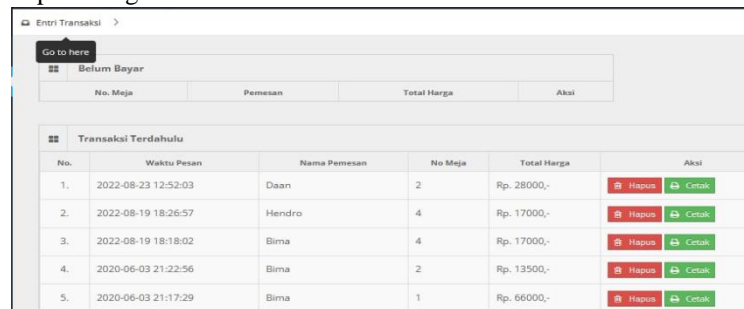 Entri Transaksi >
Go to here
Belum Bayar
No. Meja Pemesan Total Harga Aksi
Transaksi Terdahulu
No. Waktu Pesan Nama Pemesan No Meja Total Harga Aksi
1. 2022-08-23 12:52:03 Daan 2 Rp. 28000,- Hapus Cetak
2. 2022-08-19 18:26:57 Hendro 4 Rp. 17000,- Hapus Cetak
3. 2022-08-19 18:18:02 Bima 4 Rp. 17000,- Hapus Cetak
4. 2020-06-03 21:22:56 Bima 2 Rp. 13500,- Hapus Cetak
5. 2020-06-03 21:17:29 Bima 1 Rp. 66000,- Hapus Cetak